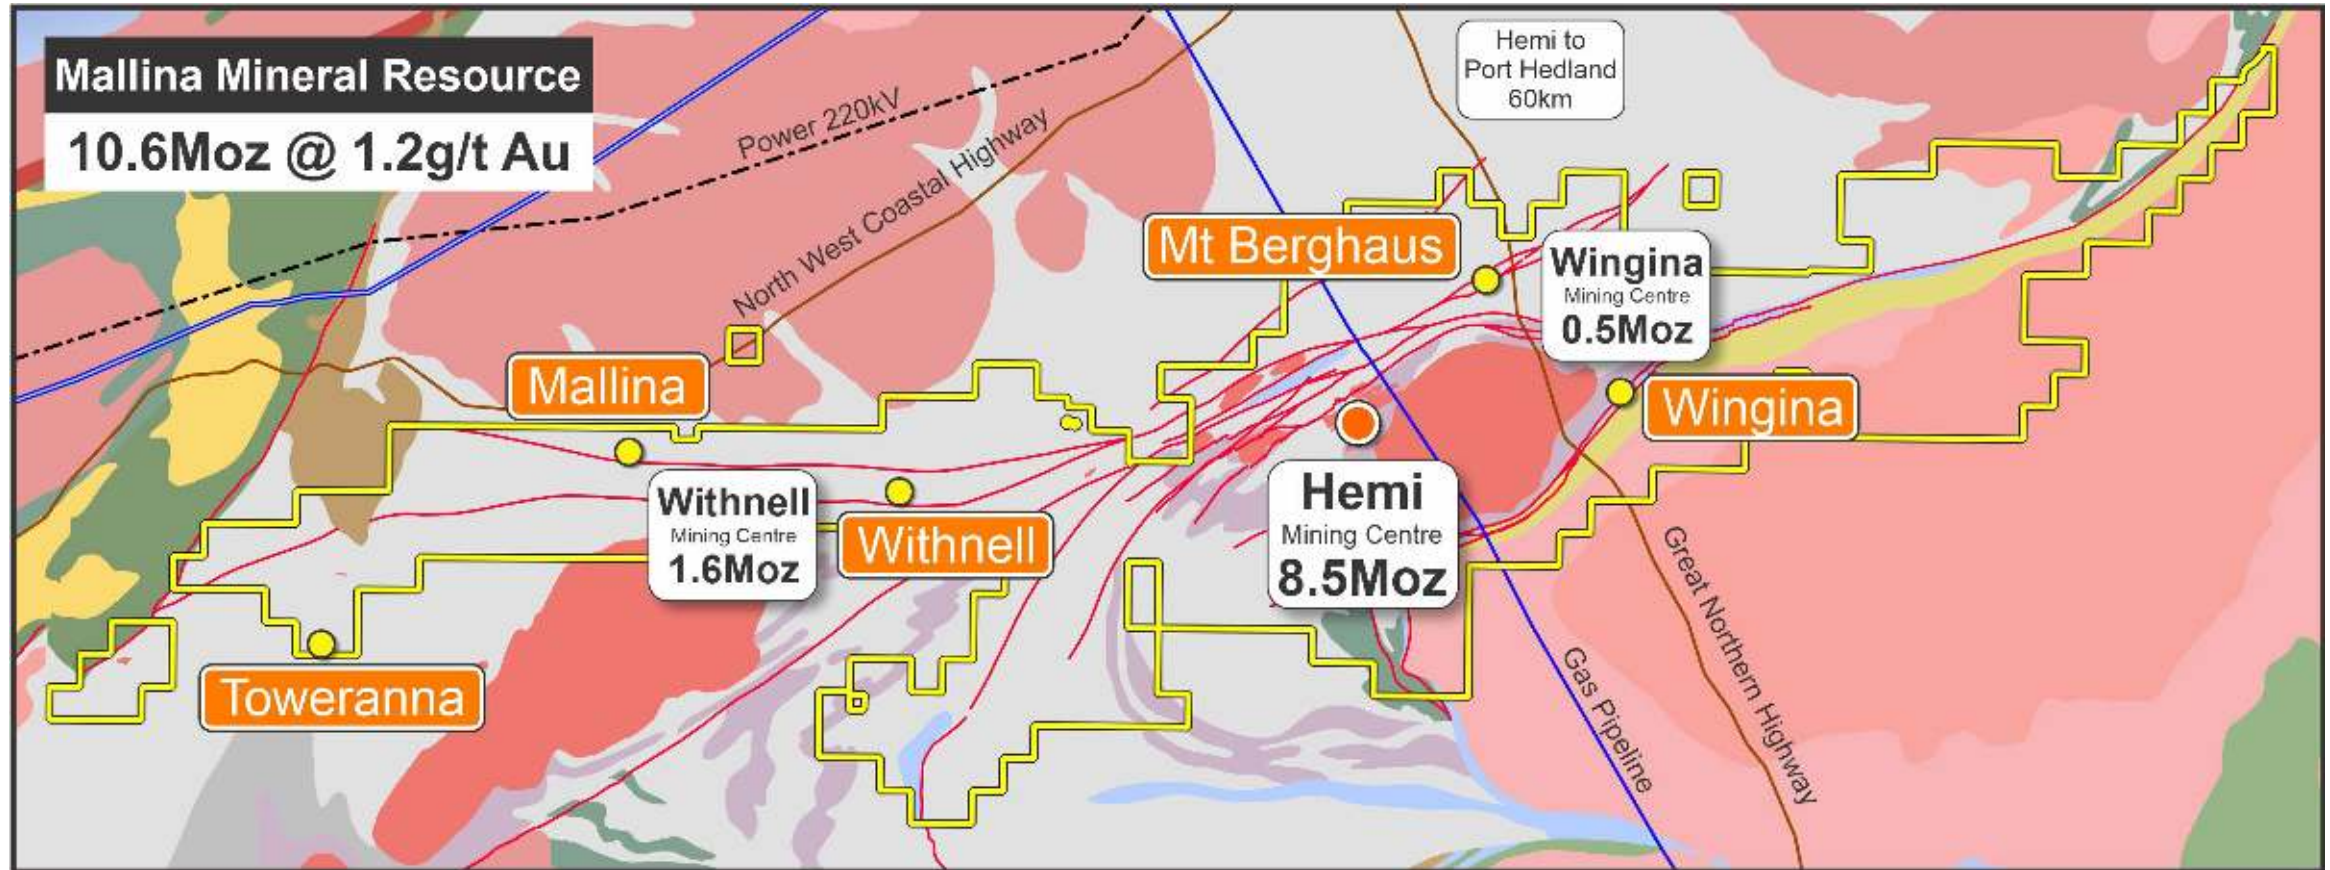 Mallina Mineral Resource
10.6Moz @ 1.2g/t Au
Power 220kV
North West Coastal Highway
Hemi to
Port Hedland
60km
Mt Berghaus
Wingina
Mining Centre
0.5Moz
Mallina
Wingina
Withnell
Mining Centre
1.6Moz
Withnell
Hemi
Mining Centre
8.5Moz
Toweranna
Great Northern Highway
Gas Pipeline